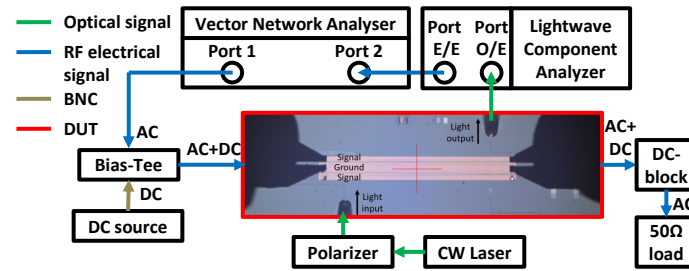 Optical signal
RF electrical
signal
BNC
DUT
Vector Network Analyser
Port 1
Port 2
Port
E/E
Port
O/E
Lightwave
Component
Analyzer
AC
AC+DC
Bias-Tee
DC
DC source
Signal
Ground
Signal
Light
input
Light
output
AC+
DC
DC-
block
AC
50Ω
load
Polarizer
CW Laser